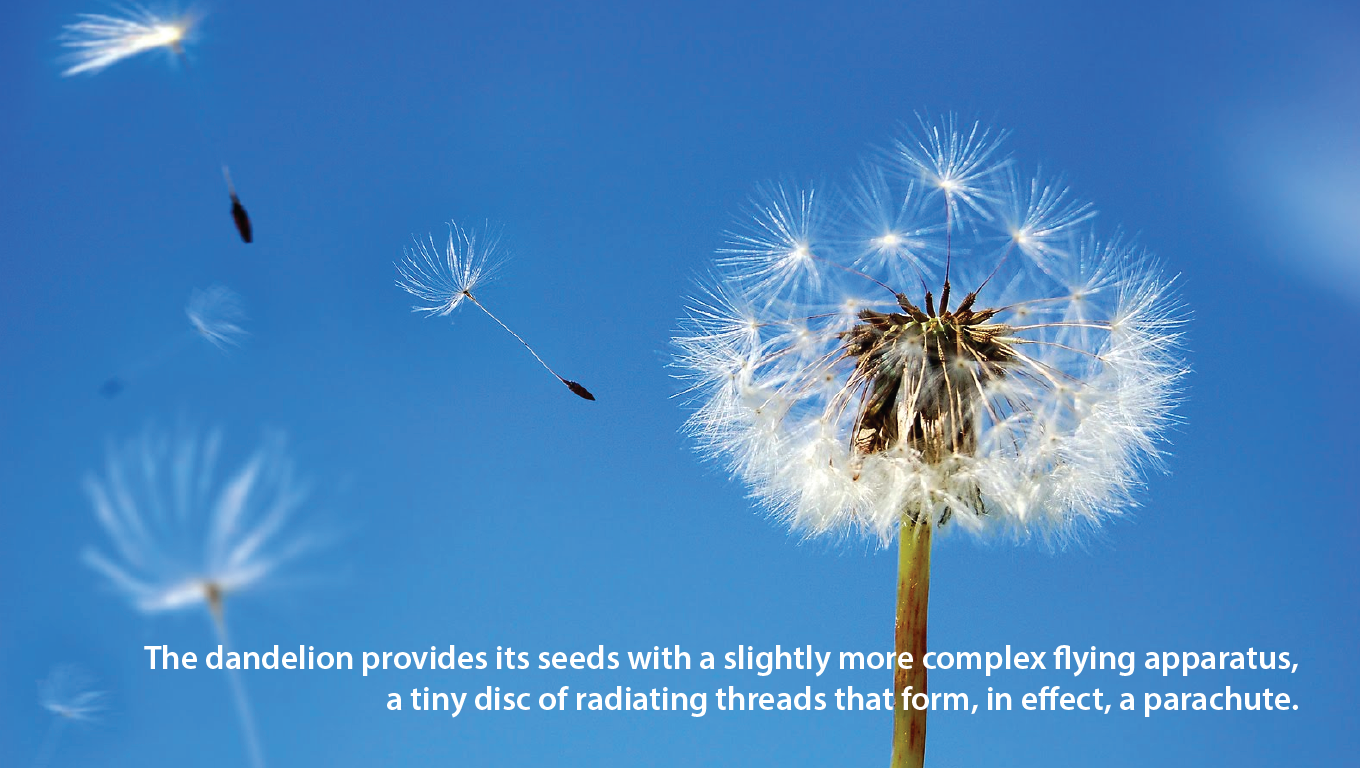 The dandelion provides its seeds with a slightly more complex flying apparatus,
a tiny disc of radiating threads that form, in effect, a parachute.